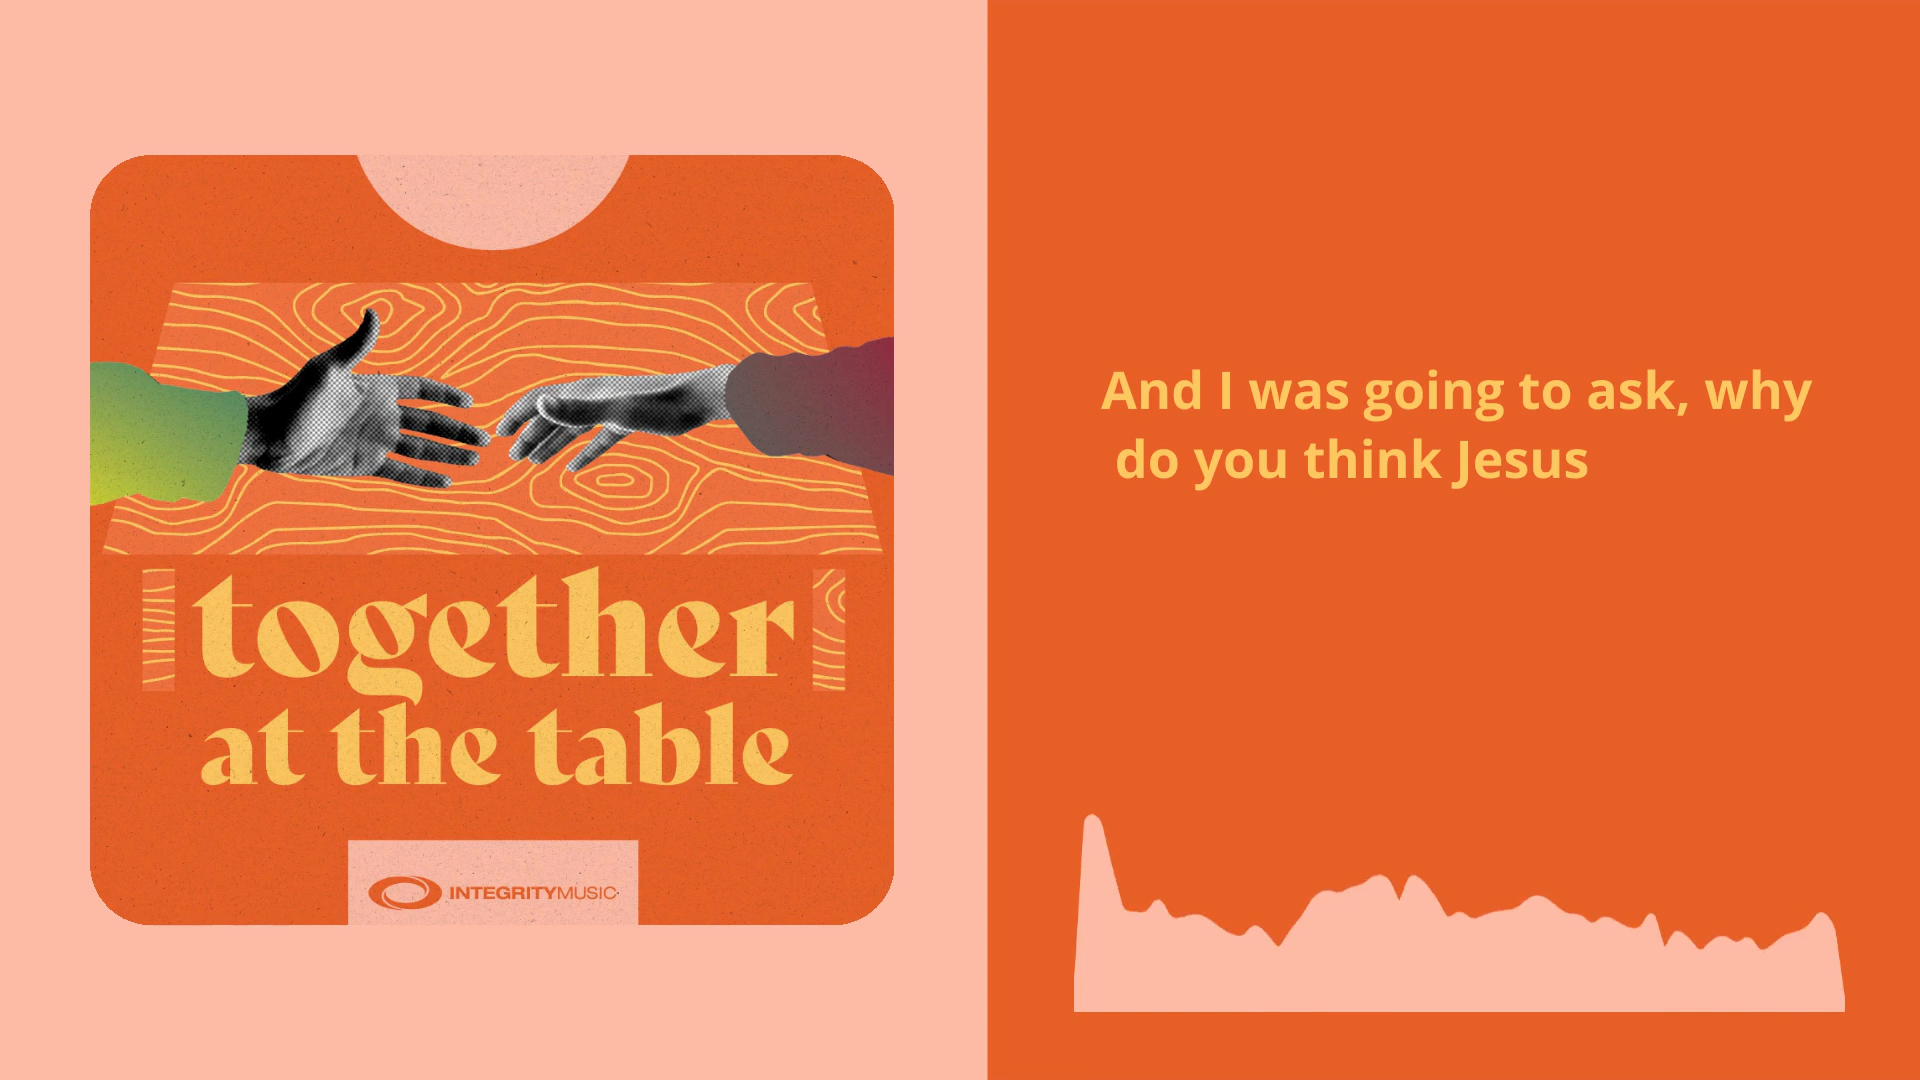 together
at the table
INTEGRITYMUSIC
And I was going to ask, why
do you think Jesus